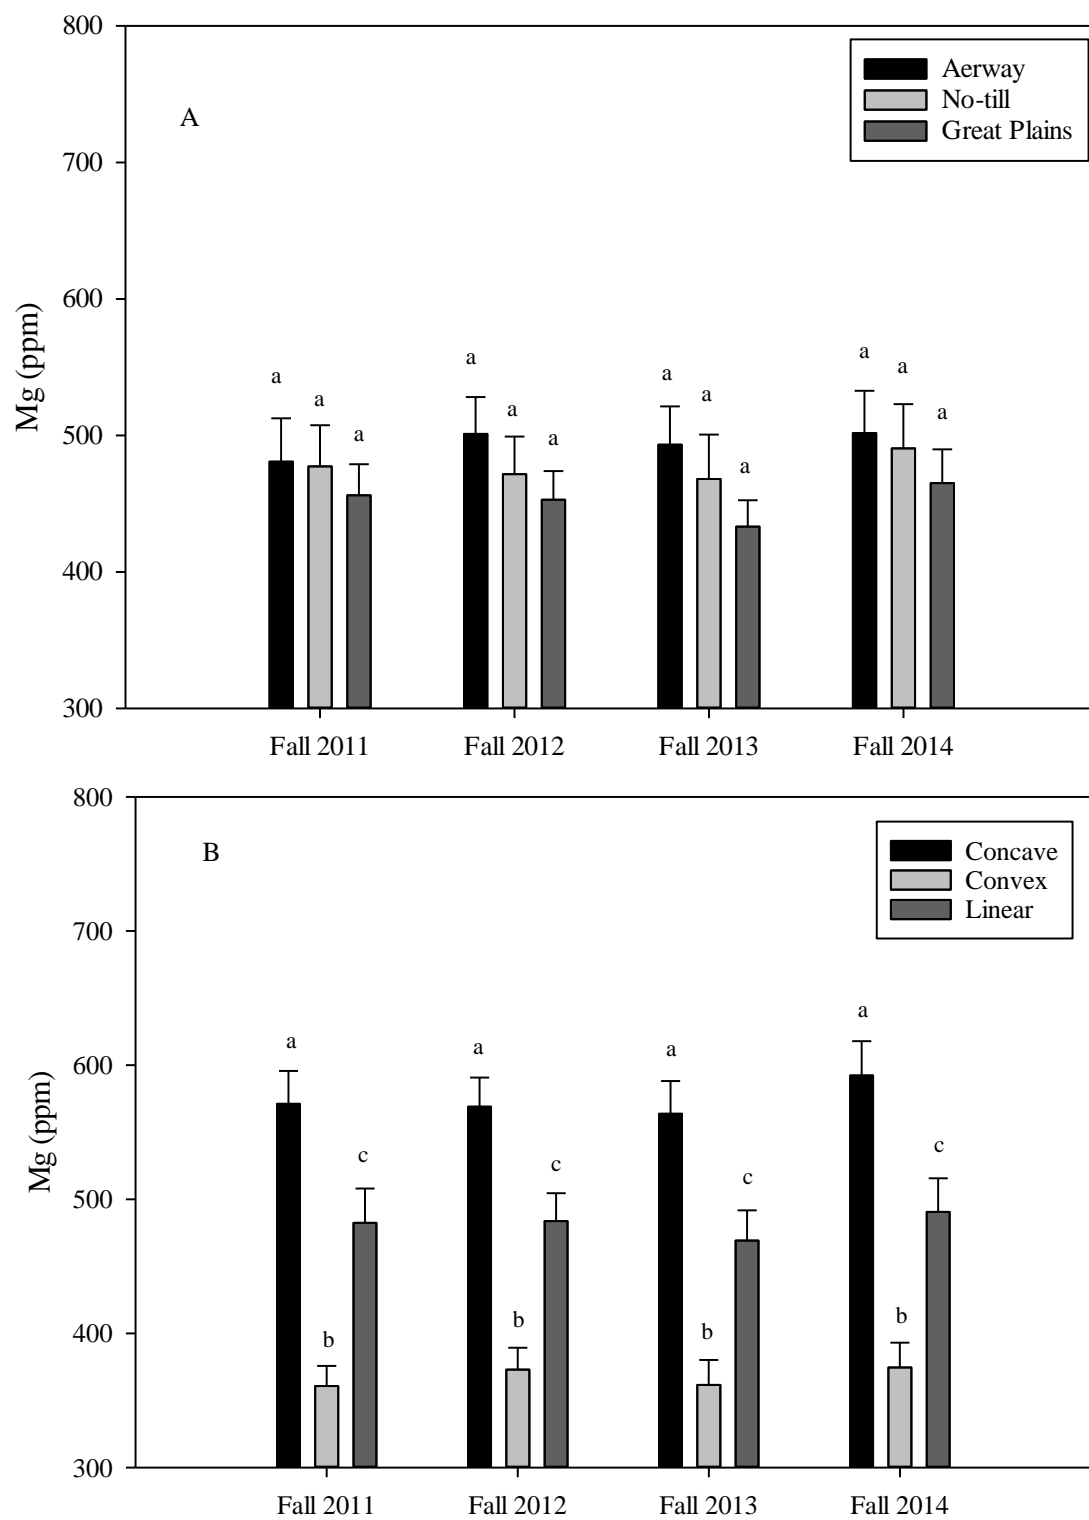 800
700
600
500
400
300
Mg (ppm)
A
Aerway
No-till
Great Plains
a a a a a a a a a a a a
Fall 2011 Fall 2012 Fall 2013 Fall 2014
800
700
600
500
400
300
Mg (ppm)
B
Concave
Convex
Linear
a b c a b c a b c a b c
Fall 2011 Fall 2012 Fall 2013 Fall 2014